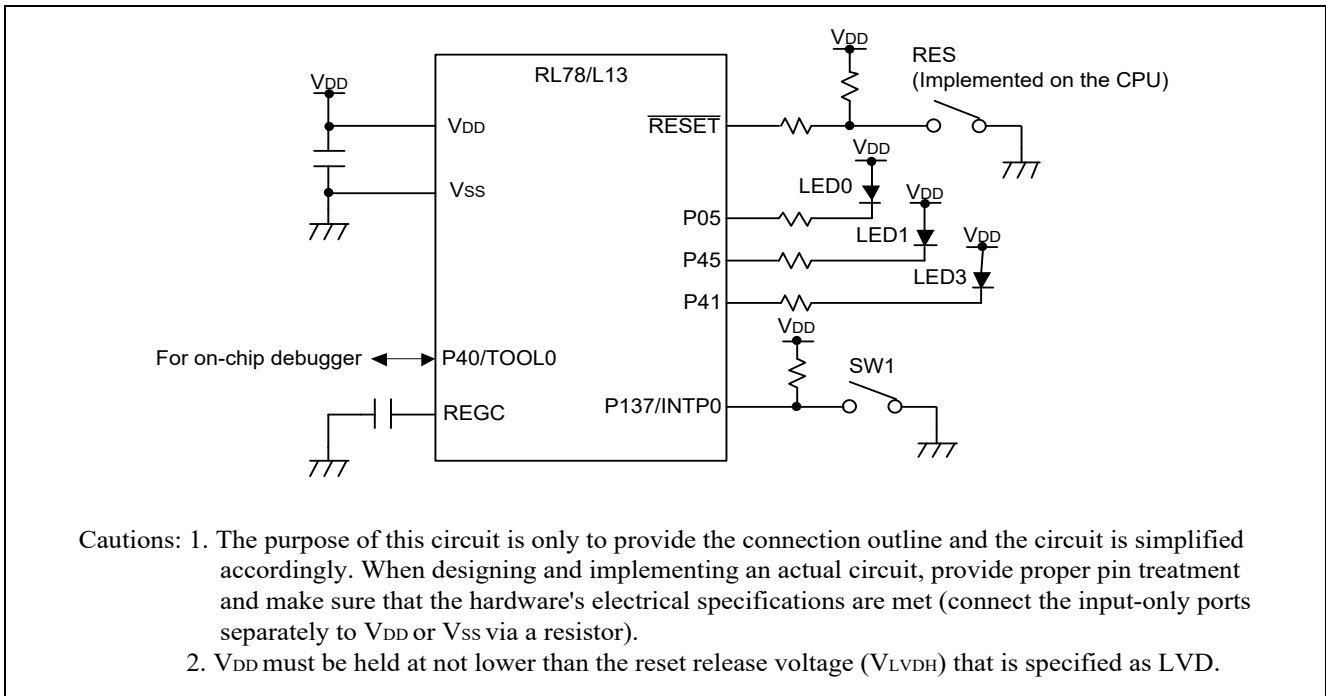 RL78/L13
VDD
VDD
VSS
RESET
VDD
RES
(Implemented on the CPU)
VDD
LED0
P05
VDD
LED1
P45
VDD
LED3
P41
VDD
For on-chip debugger
P40/TOOL0
SW1
P137/INTP0
REGC
Cautions: 1. The purpose of this circuit is only to provide the connection outline and the circuit is simplified
accordingly. When designing and implementing an actual circuit, provide proper pin treatment
and make sure that the hardware's electrical specifications are met (connect the input-only ports
separately to VDD or VSS via a resistor).
2. VDD must be held at not lower than the reset release voltage (VLVDH) that is specified as LVD.